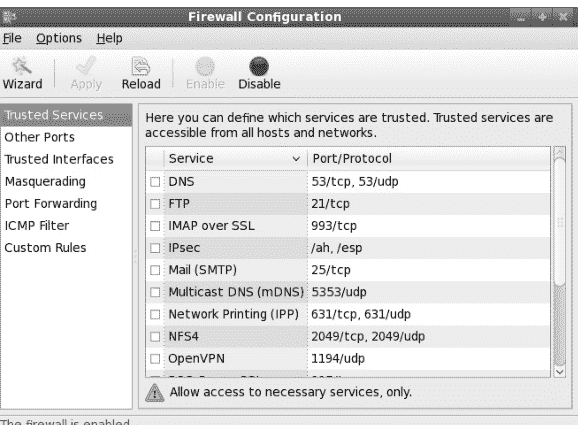 Firewall Configuration
File Options Help
Wizard Apply Reload Enable Disable
Trusted Services
Other Ports
Trusted Interfaces
Masquerading
Port Forwarding
ICMP Filter
Custom Rules
Here you can define which services are trusted. Trusted services are
accessible from all hosts and networks.
Service Port/Protocol
DNS 53/tcp, 53/udp
FTP 21/tcp
IMAP over SSL 993/tcp
IPsec /ah, /esp
Mail (SMTP) 25/tcp
Multicast DNS (mDNS) 5353/udp
Network Printing (IPP) 631/tcp, 631/udp
NFS4 2049/tcp, 2049/udp
OpenVPN 1194/udp
Allow access to necessary services, only.
The firewall is enabled